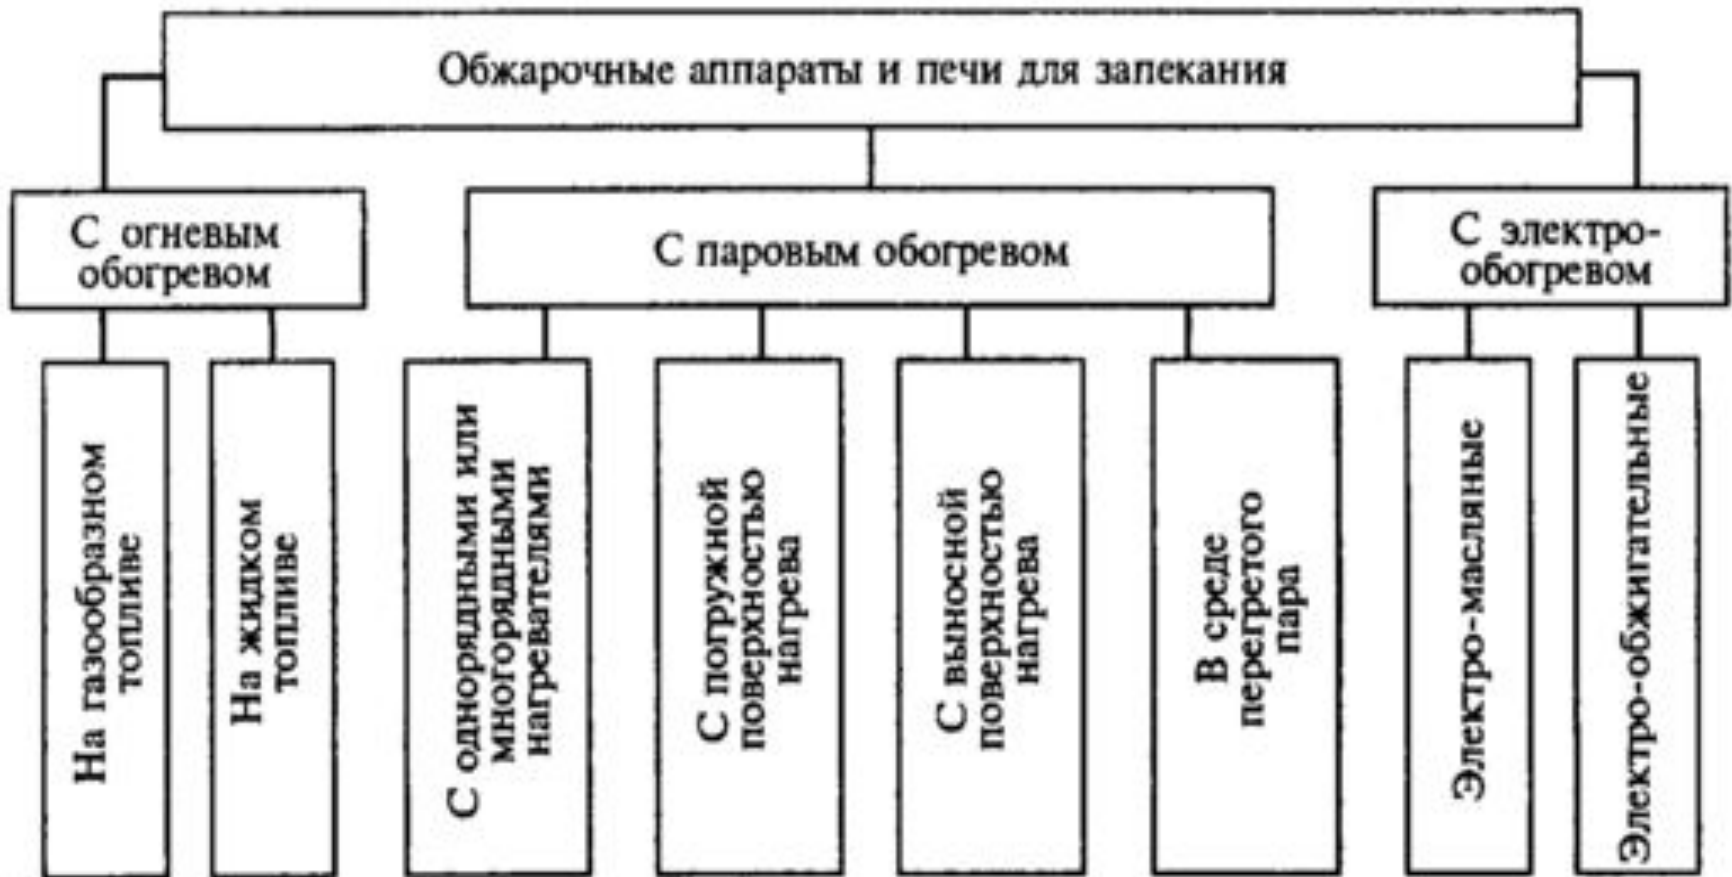 Обжарочные аппараты и печи для запекания
С огневым
обогревом
С паровым обогревом
С электро-
обогревом
На газообразном
топливе
На жидком
топливе
С однорядными или
многорядными
нагревателями
С погружной
поверхностью
нагрева
С выносной
поверхностью
нагрева
В среде
перегретого
пара
Электро-масляные
Электро-обжигательные